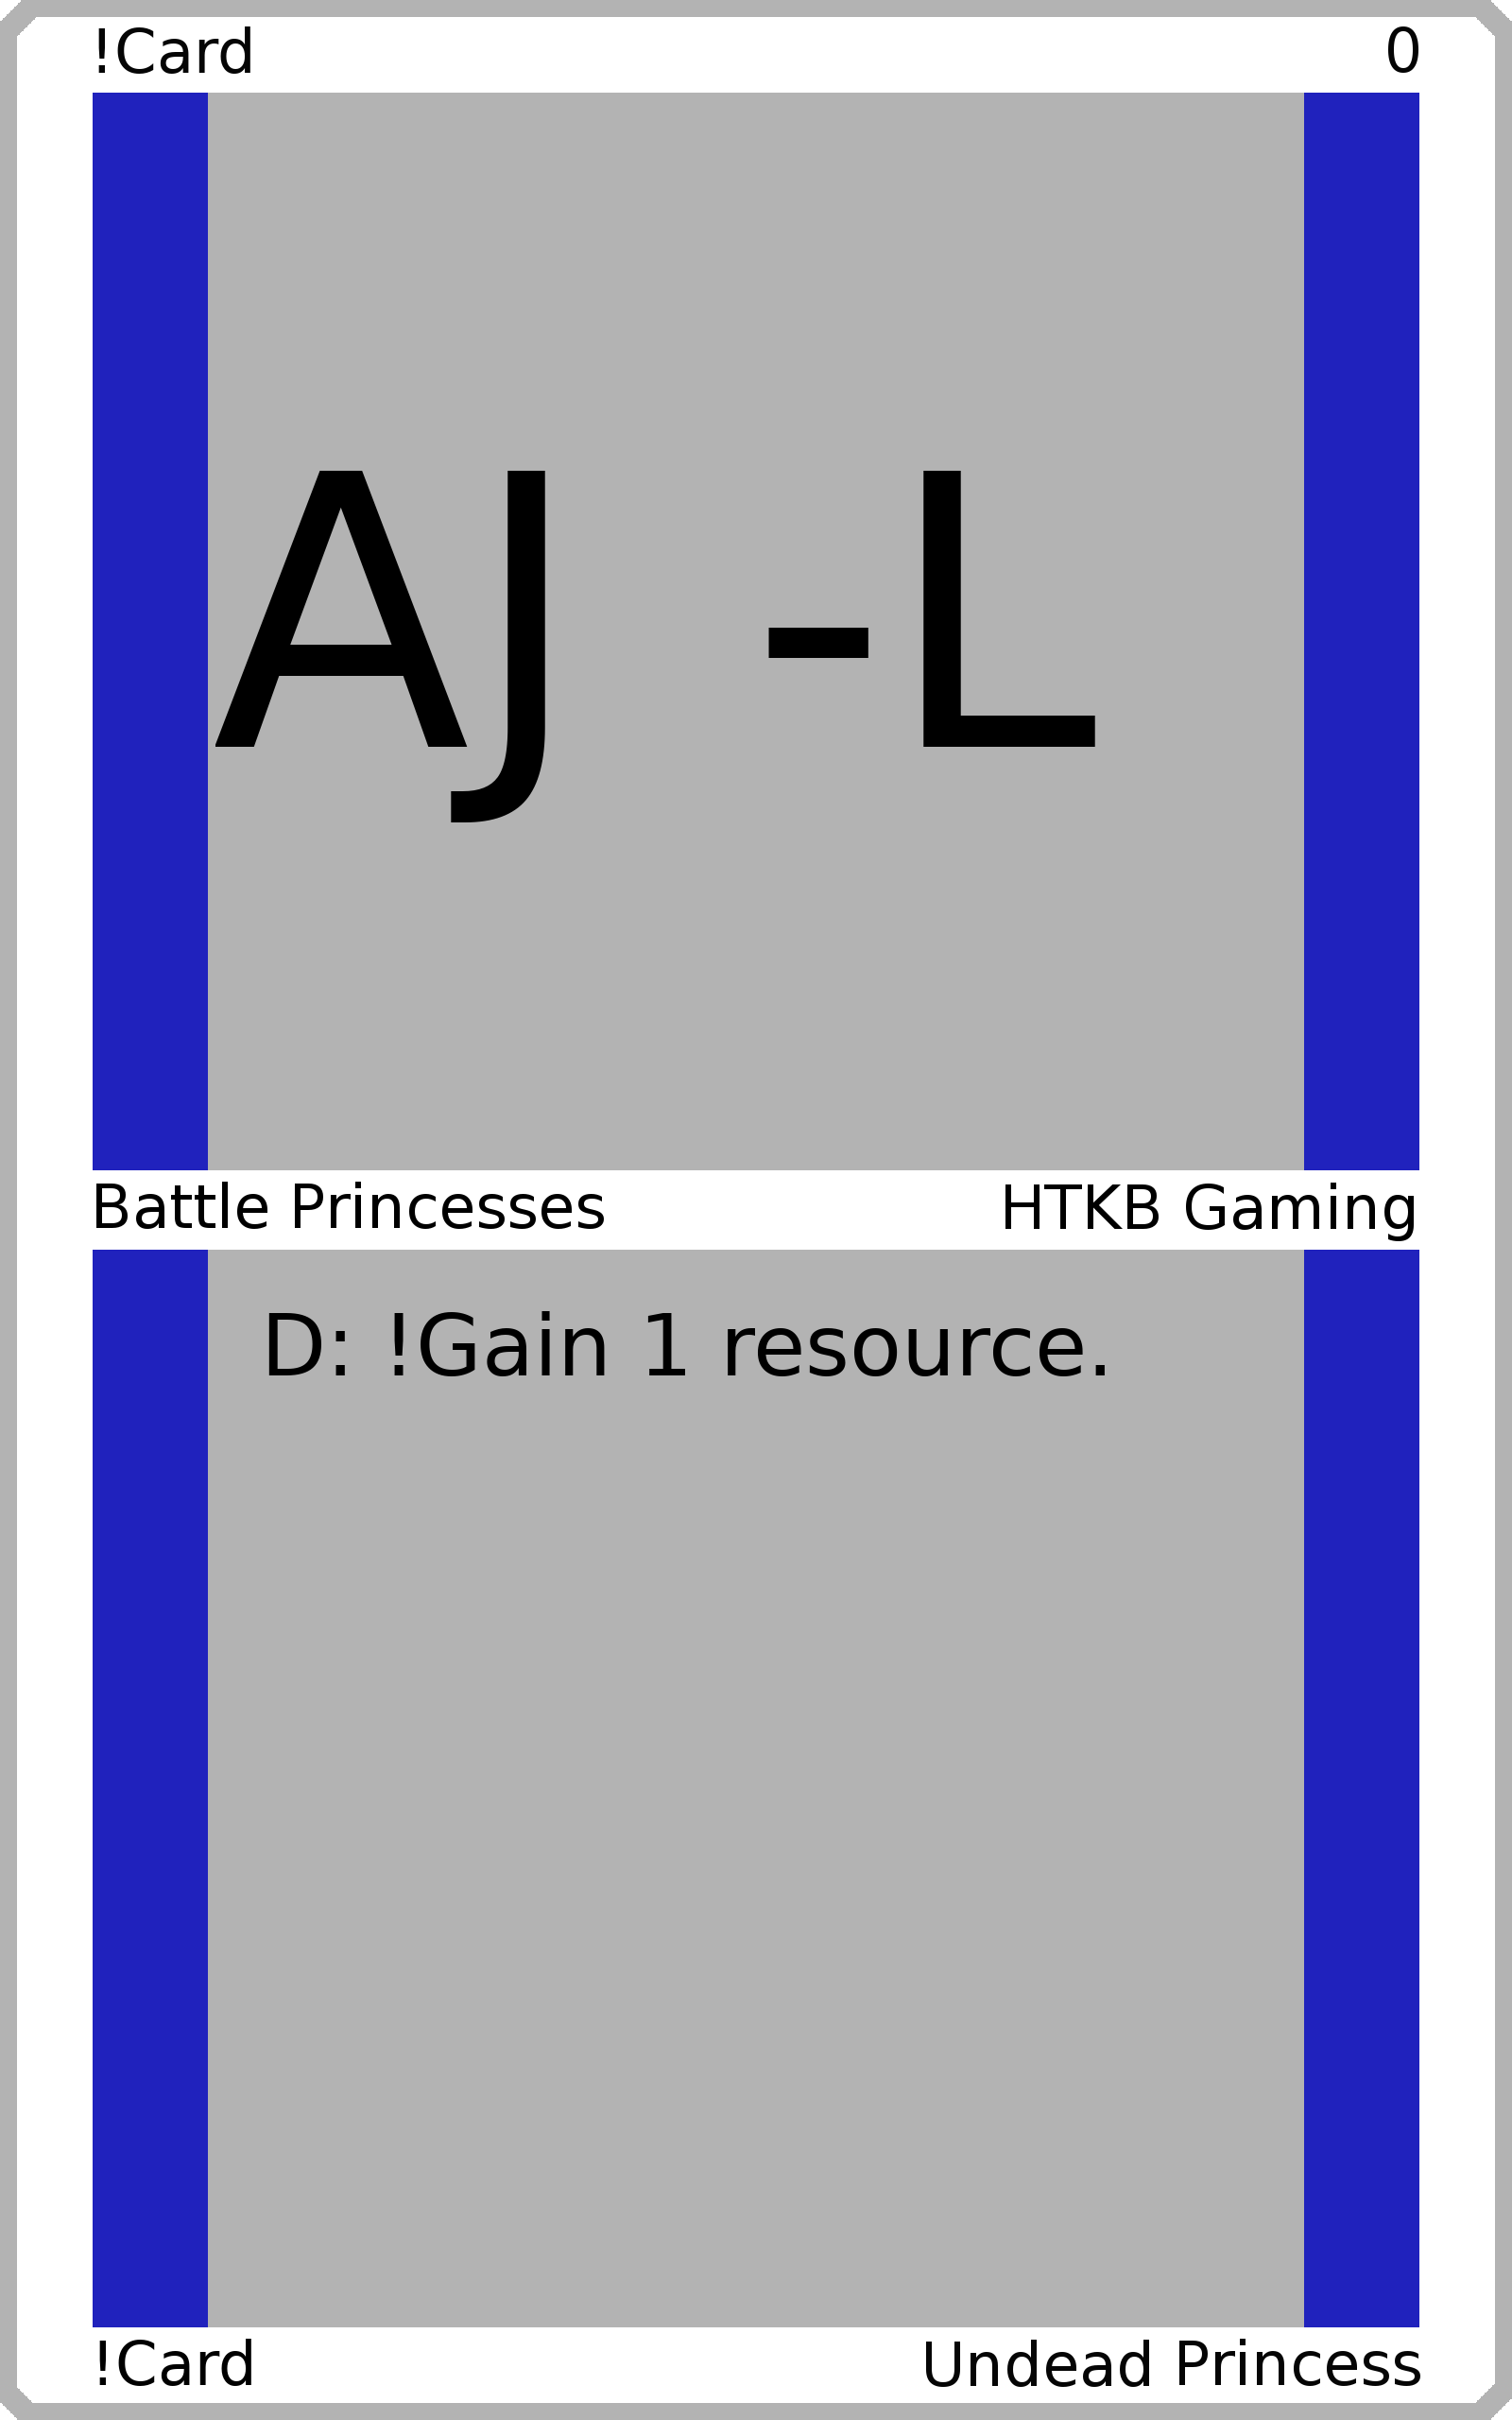 !Card 0
AJ -L
Battle Princesses HTKB Gaming
D: !Gain 1 resource.
!Card Undead Princess